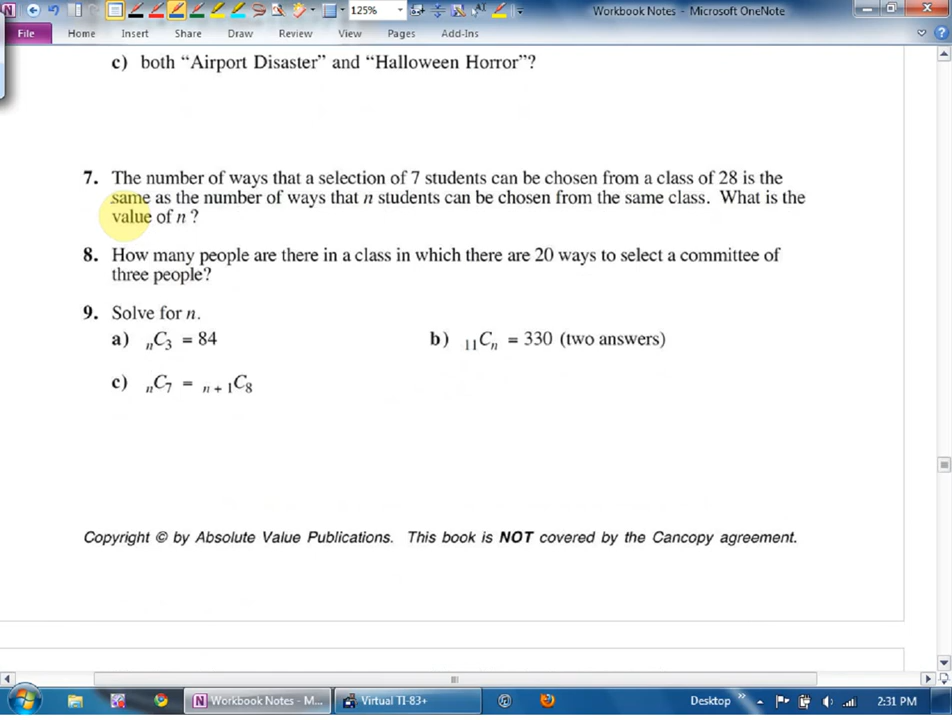 125%
Workbook Notes - Microsoft OneNote
File Home Insert Share Draw Review View Pages Add-Ins
c) both “Airport Disaster” and “Halloween Horror”?
7. The number of ways that a selection of 7 students can be chosen from a class of 28 is the
same as the number of ways that n students can be chosen from the same class. What is the
value of n ?
8. How many people are there in a class in which there are 20 ways to select a committee of
three people?
9. Solve for n.
a) nC3 = 84 b) 11Cn = 330 (two answers)
c) nC7 = n + 1C8
Copyright © by Absolute Value Publications. This book is NOT covered by the Cancopy agreement.
Workbook Notes - M... Virtual TI-83+ Desktop » 2:31 PM